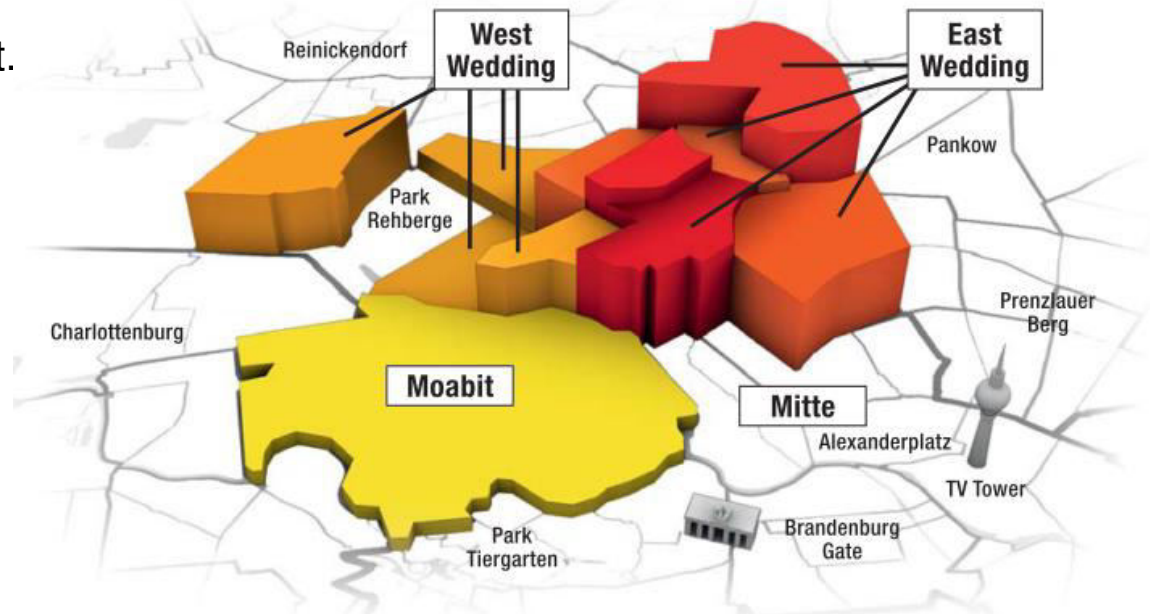 t.
Reinickendorf
West
Wedding
East
Wedding
Pankow
Park
Rehberge
Charlottenburg
Prenzlauer
Berg
Moabit
Mitte
Alexanderplatz
TV Tower
Brandenburg
Gate
Park
Tiergarten